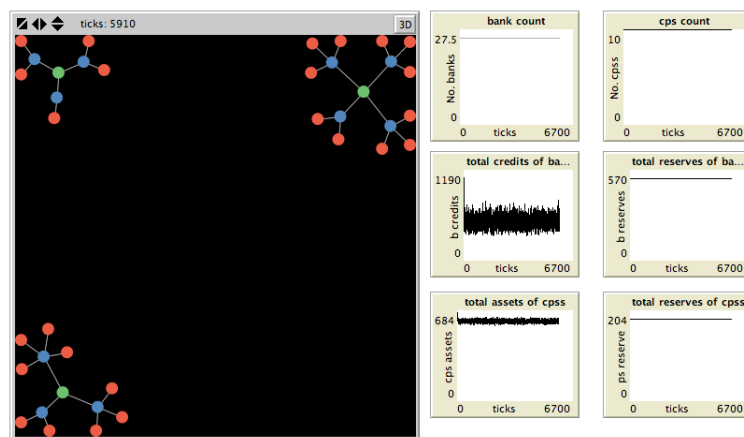 ticks: 5910
3D
bank count
27.5
No. banks
0
0 ticks 6700
cps count
10
No. cpss
0
0 ticks 6700
total credits of ba...
1190
b credits
0
0 ticks 6700
total reserves of ba...
570
b reserves
0
0 ticks 6700
total assets of cpss
684
cps assets
0
0 ticks 6700
total reserves of cpss
204
ps reserve
0
0 ticks 6700